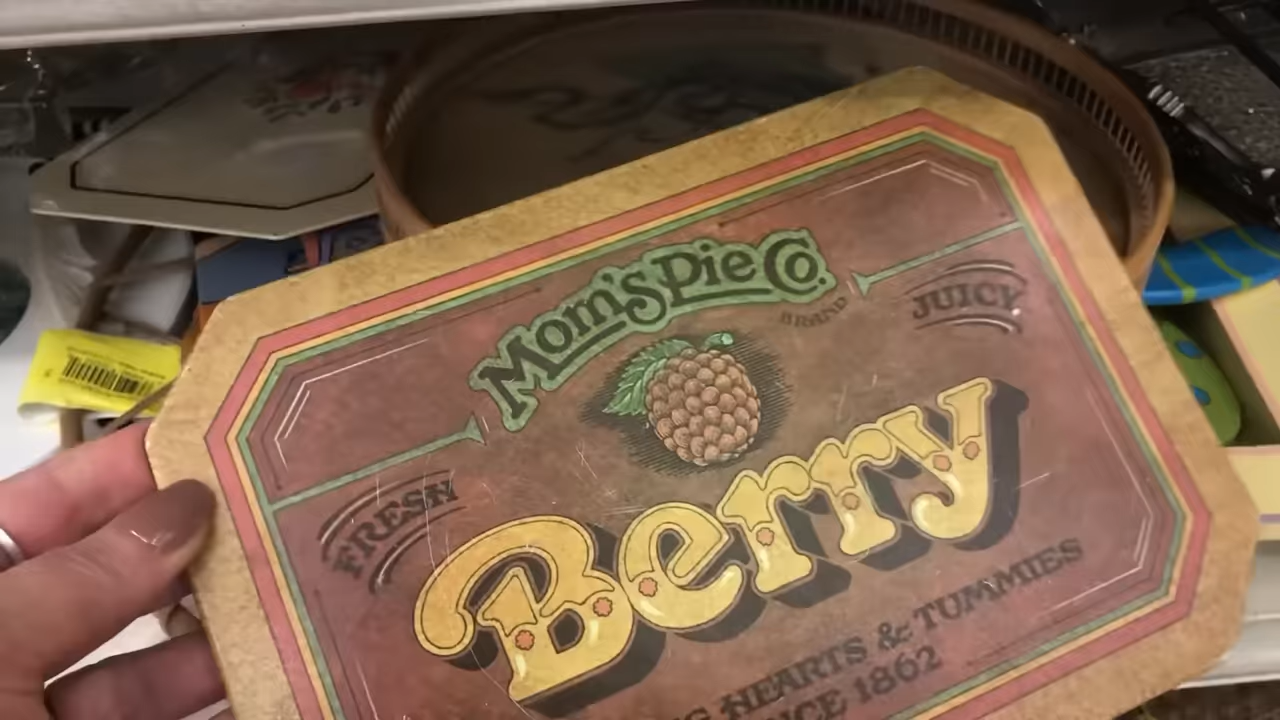 Mom's Pie Co.
BRAND
JUICY
FRESH
Berry
HEARTS & TUMMIES
1862